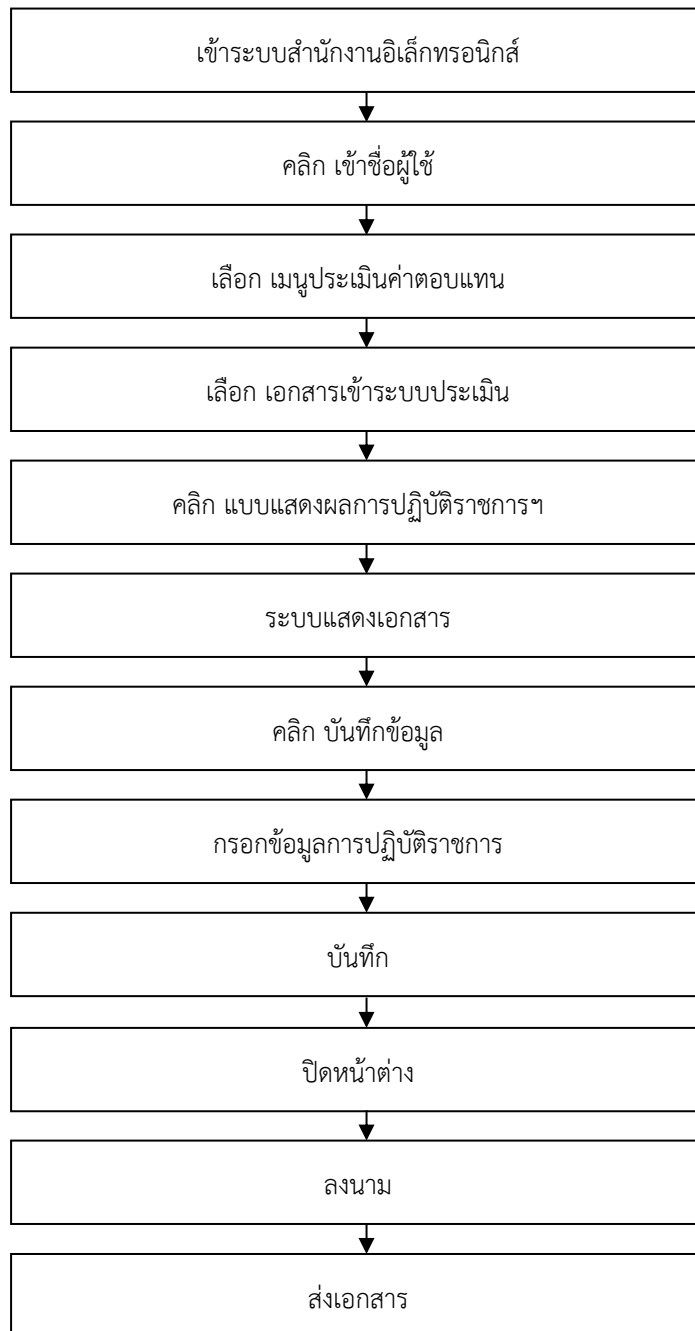 เข้าระบบสำนักงานอิเล็กทรอนิกส์
คลิก เข้าชื่อผู้ใช้
เลือก เมนูประเมินค่าตอบแทน
เลือก เอกสารเข้าระบบประเมิน
คลิก แบบแสดงผลการปฏิบัติราชการฯ
ระบบแสดงเอกสาร
คลิก บันทึกข้อมูล
กรอกข้อมูลการปฏิบัติราชการ
บันทึก
ปิดหน้าต่าง
ลงนาม
ส่งเอกสาร